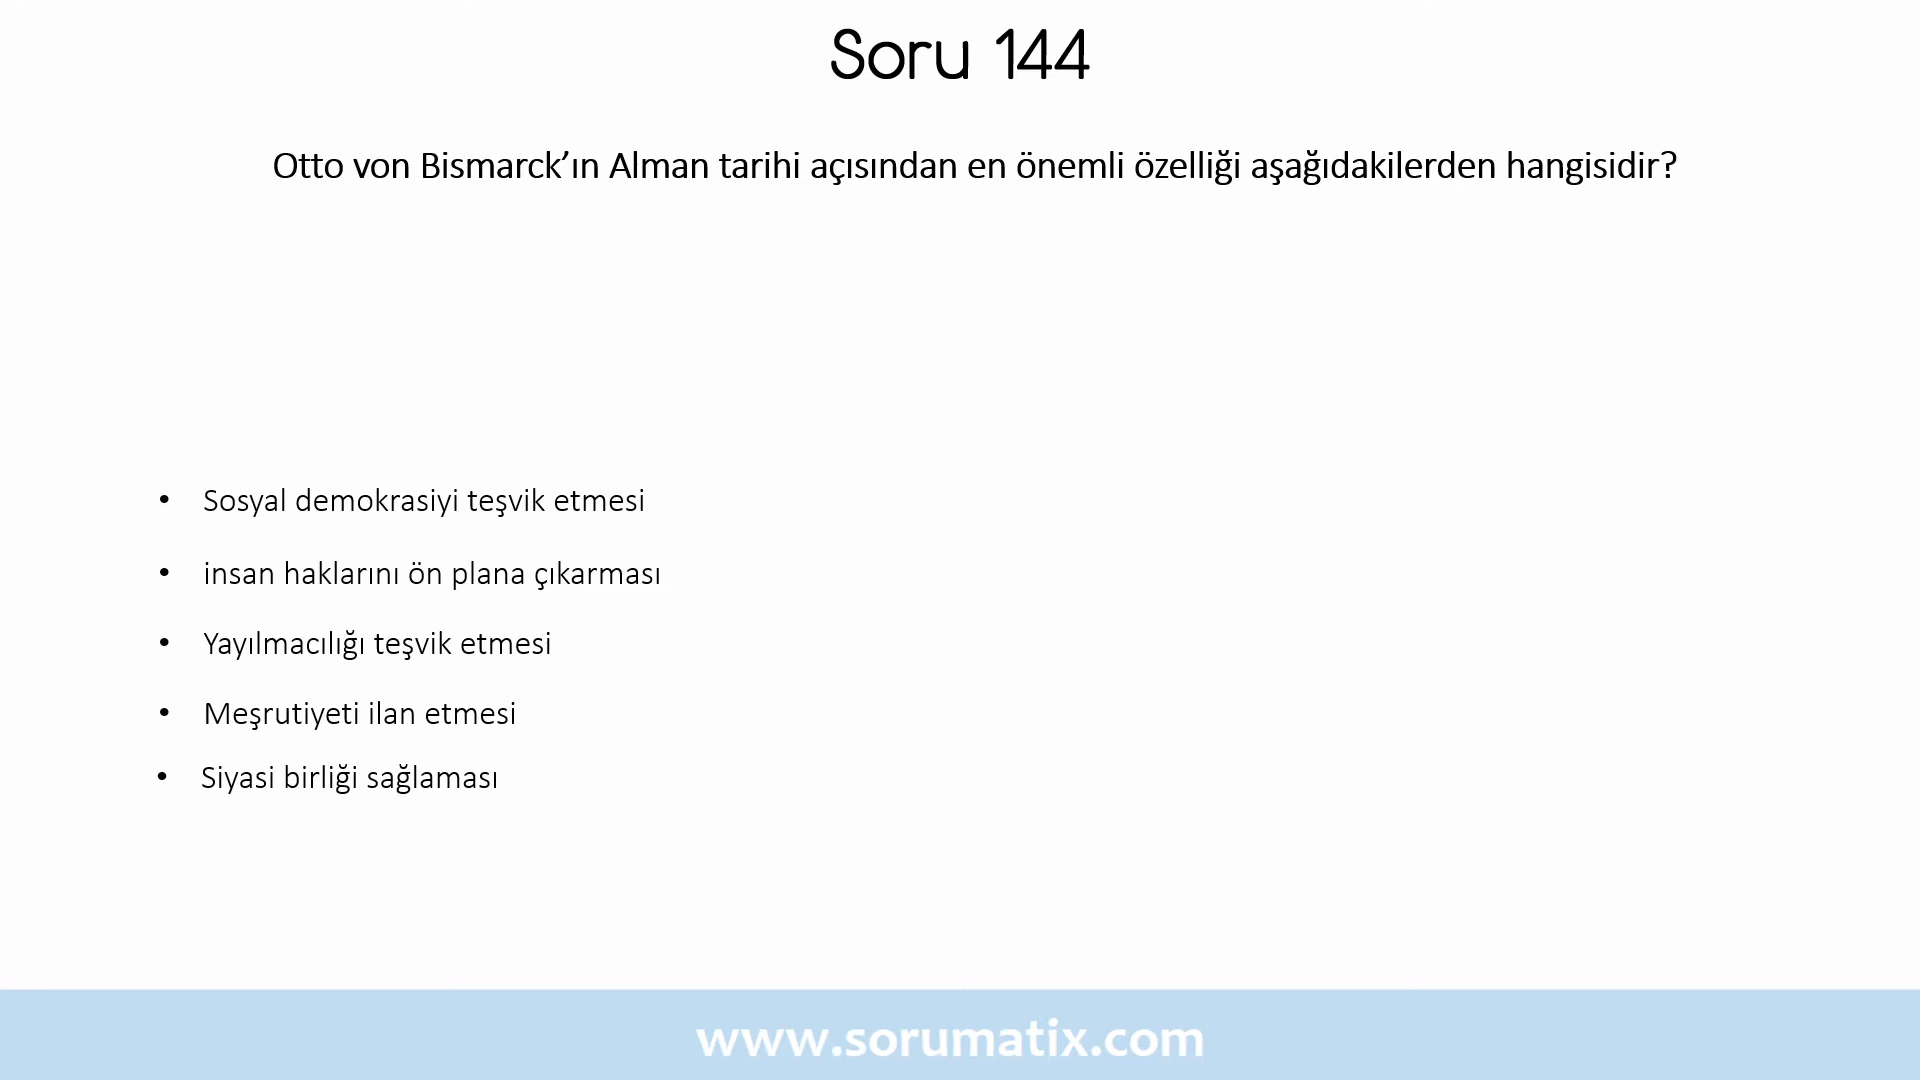 Soru 144
Otto von Bismarck’ın Alman tarihi açısından en önemli özelliği aşağıdakilerden hangisidir?
• Sosyal demokrasiyi teşvik etmesi
• insan haklarını ön plana çıkarması
• Yayılmacılığı teşvik etmesi
• Meşrutiyeti ilan etmesi
• Siyasi birliği sağlaması
www.sorumatix.com